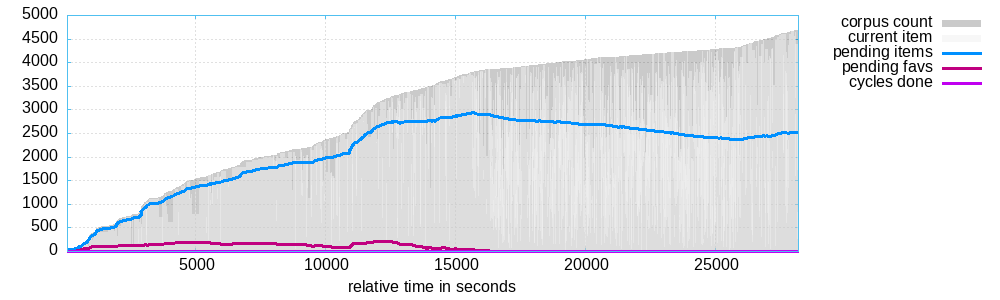 5000
4500
4000
3500
3000
2500
2000
1500
1000
500
0
5000 10000 15000 20000 25000
relative time in seconds
corpus count
current item
pending items
pending favs
cycles done